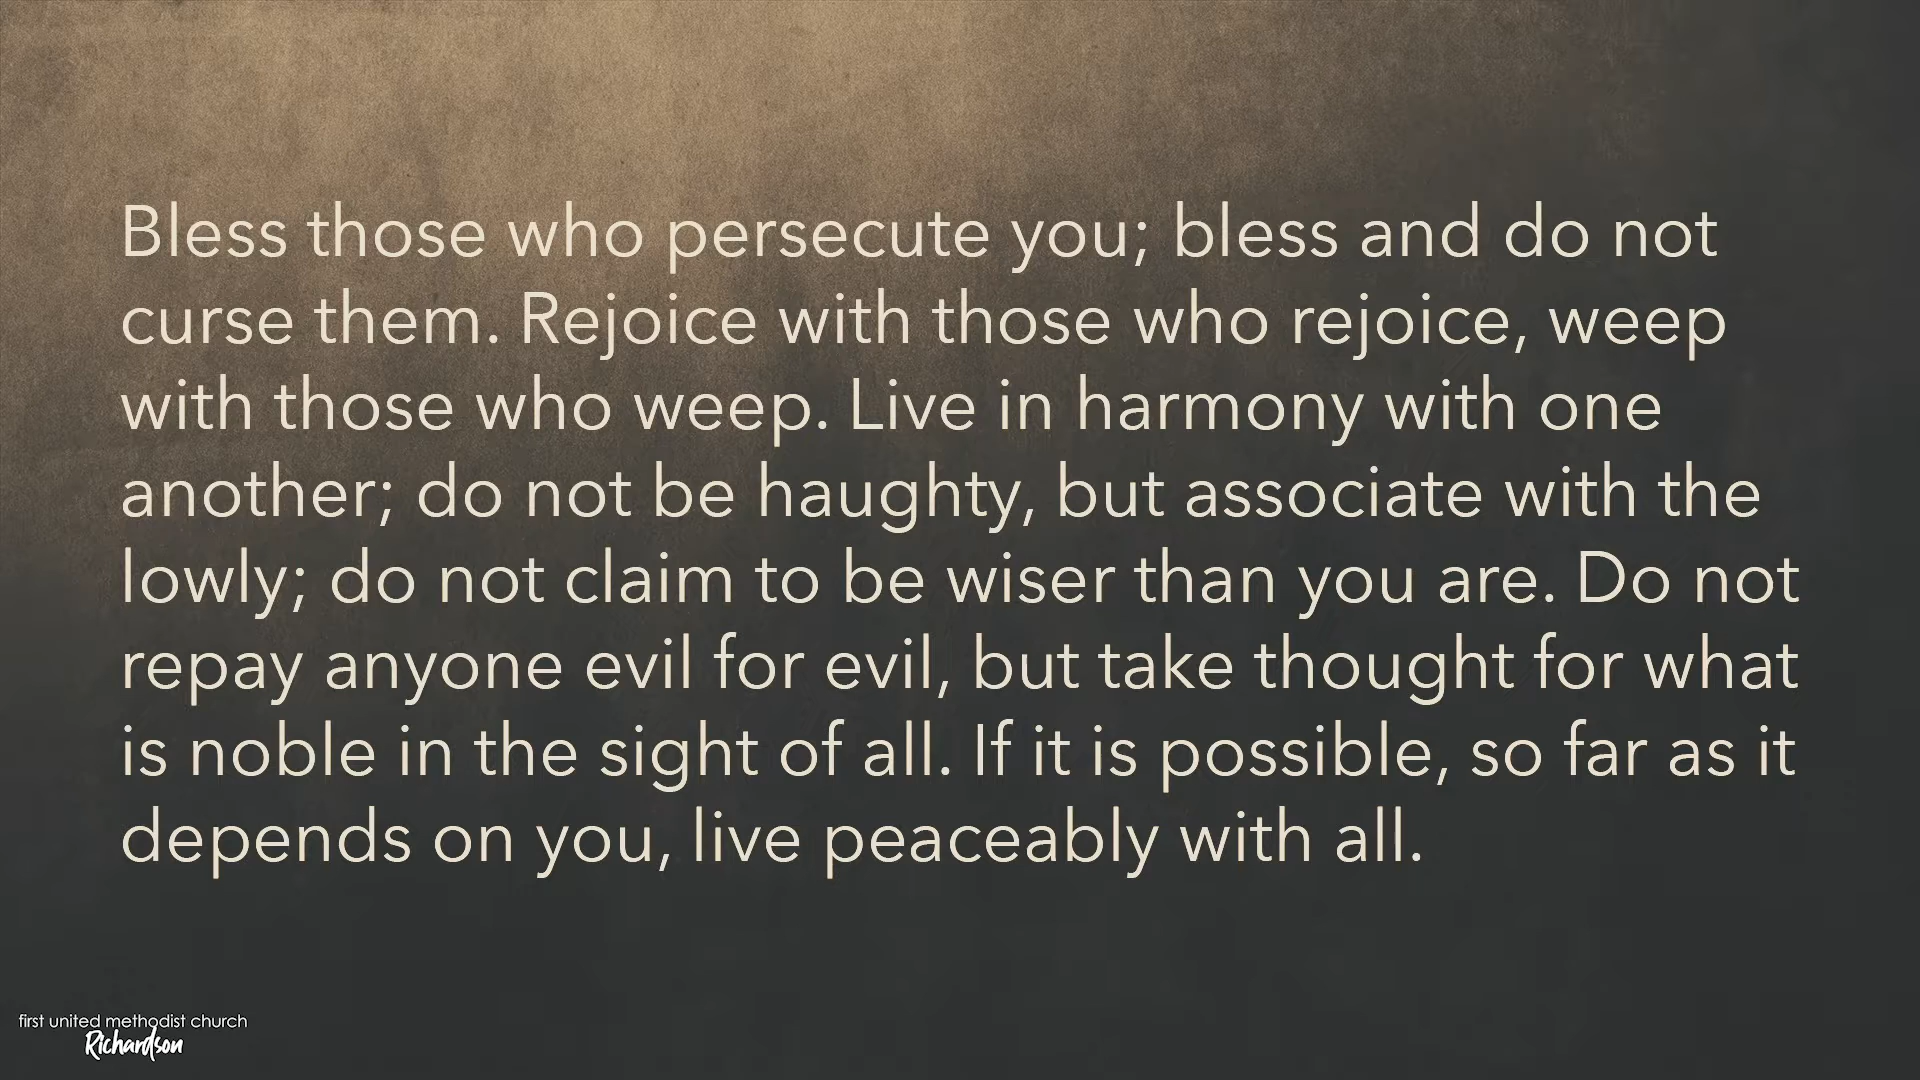 Bless those who persecute you; bless and do not
curse them. Rejoice with those who rejoice, weep
with those who weep. Live in harmony with one
another; do not be haughty, but associate with the
lowly; do not claim to be wiser than you are. Do not
repay anyone evil for evil, but take thought for what
is noble in the sight of all. If it is possible, so far as it
depends on you, live peaceably with all.
first united methodist church
Richardson